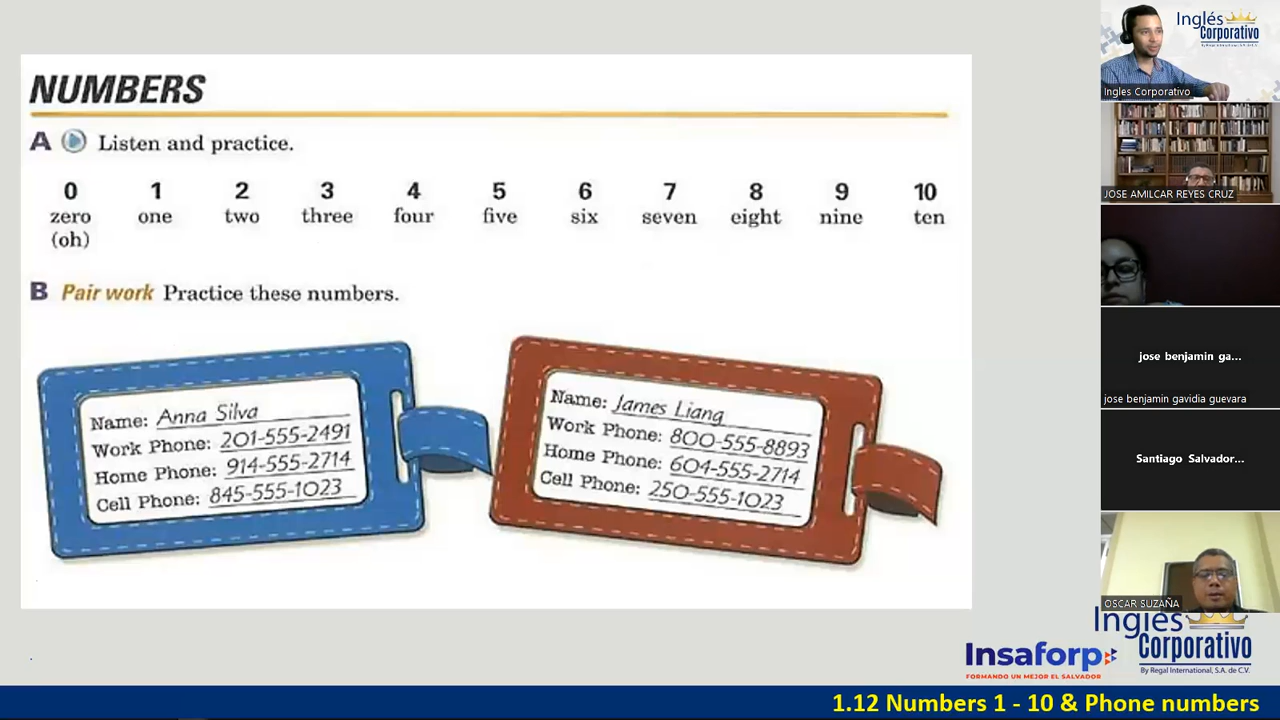 NUMBERS
A Listen and practice.
0 1 2 3 4 5 6 7 8 9 10
zero one two three four five six seven eight nine ten
(oh)
B Pair work Practice these numbers.
Name: Anna Silva
Work Phone: 201-555-2491
Home Phone: 914-555-2714
Cell Phone: 845-555-1023
Name: James Liang
Work Phone: 800-555-8893
Home Phone: 604-555-2714
Cell Phone: 250-555-1023
Inglés
Corporativo
Ingles Corporativo
JOSE AMILCAR REYES CRUZ
jose benjamin ga...
jose benjamin gavidia guevara
Santiago Salvador...
OSCAR SUZAÑA
Inglés
Corporativo
By Regal International, S.A. de C.V.
Insaforp
FORMANDO UN MEJOR EL SALVADOR
1.12 Numbers 1 - 10 & Phone numbers